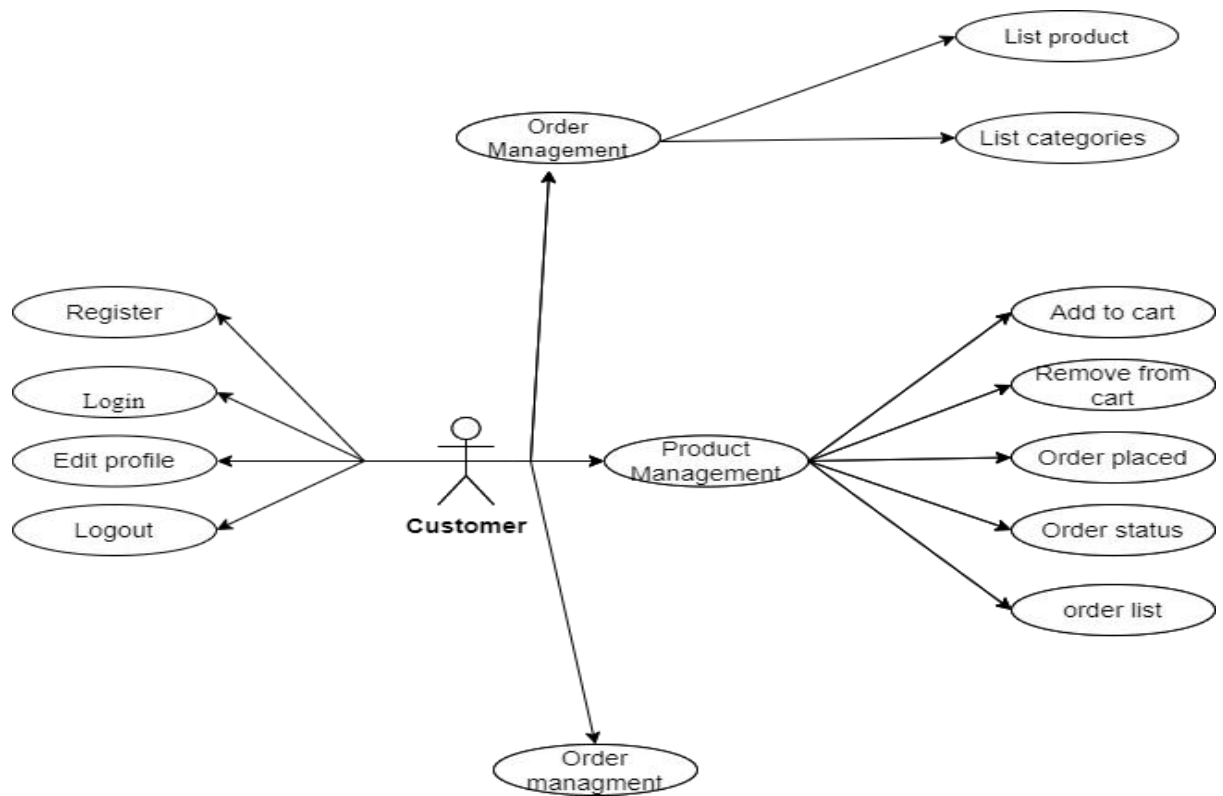 List product
Order
Management
List categories
Register
Login
Edit profile
Logout
Customer
Product
Management
Add to cart
Remove from
cart
Order placed
Order status
order list
Order
managment